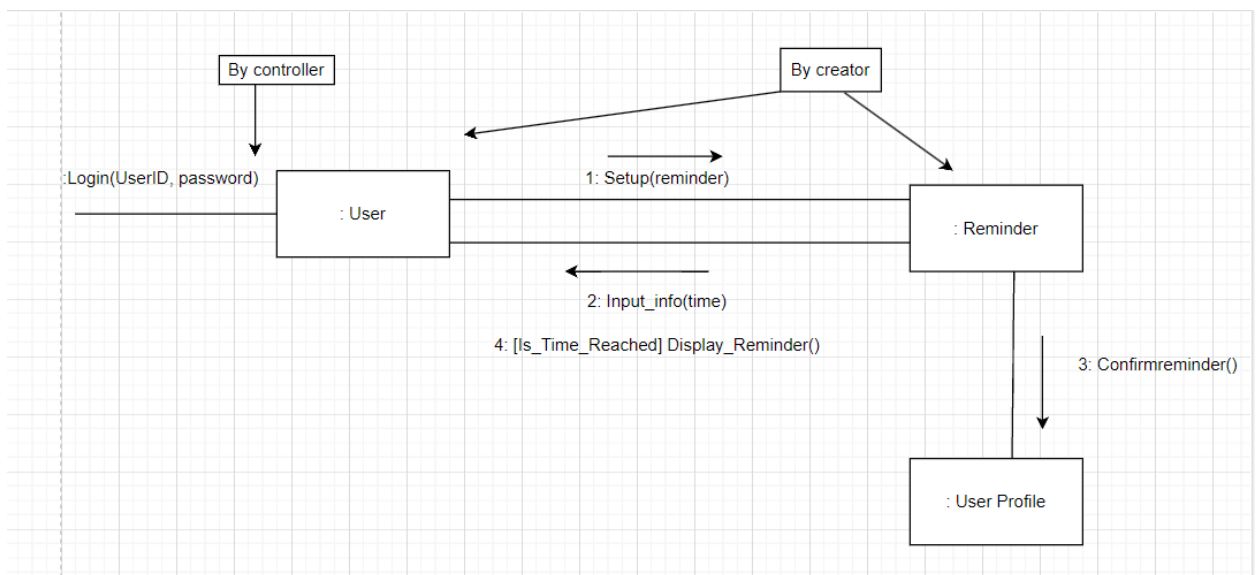 By controller
By creator
:Login(UserID, password)
1: Setup(reminder)
: User
: Reminder
2: Input_info(time)
4: [Is_Time_Reached] Display_Reminder()
3: Confirmreminder()
: User Profile